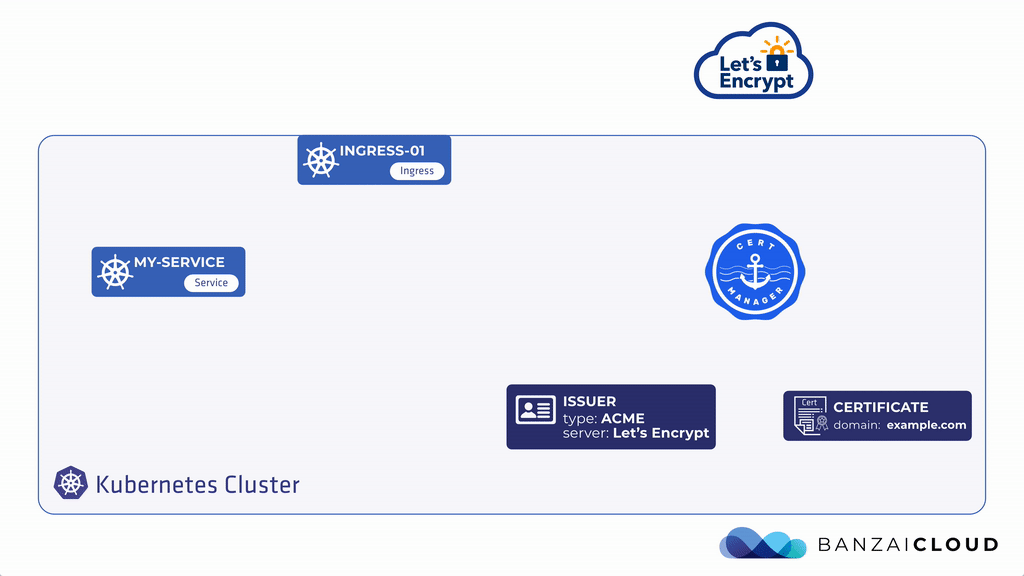 Let's
Encrypt
INGRESS-01
Ingress
MY-SERVICE
Service
CERT
MANAGER
ISSUER
type: ACME
server: Let's Encrypt
Cert
CERTIFICATE
domain: example.com
Kubernetes Cluster
BANZAICLOUD